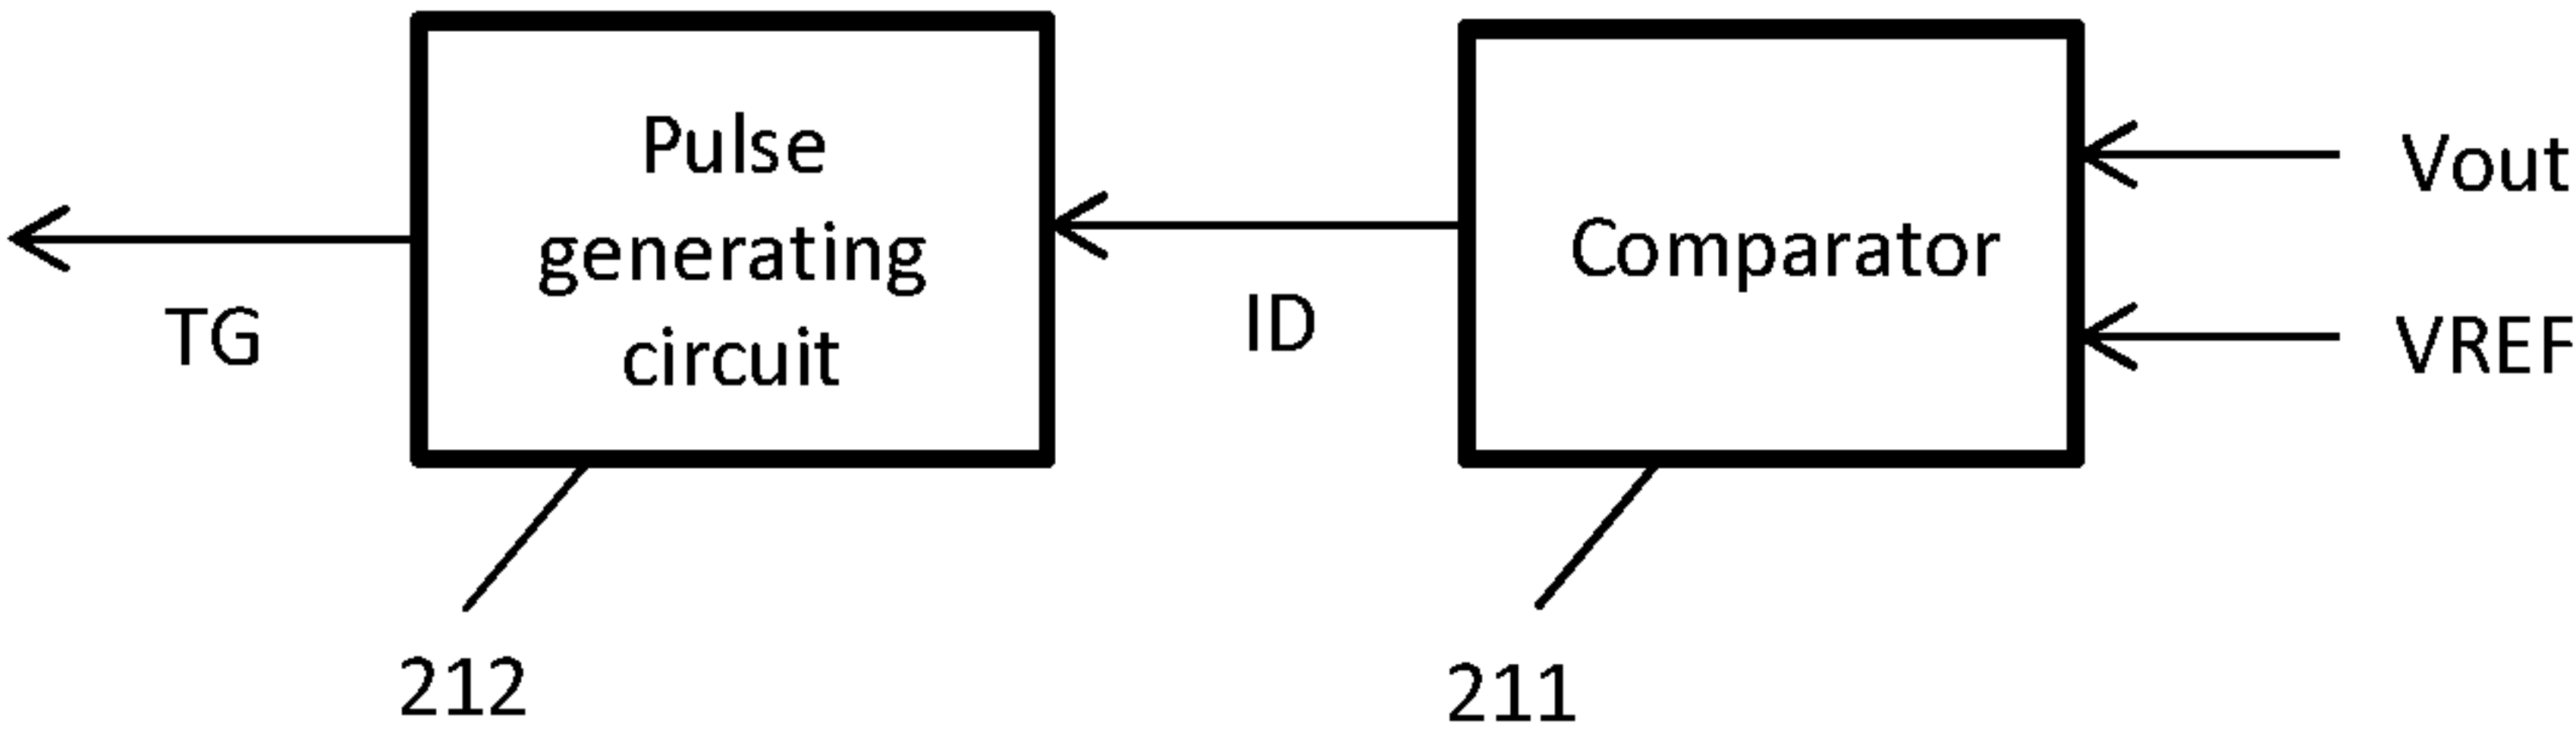 Pulse
generating
circuit
Comparator
Vout
VREF
TG
ID
212
211